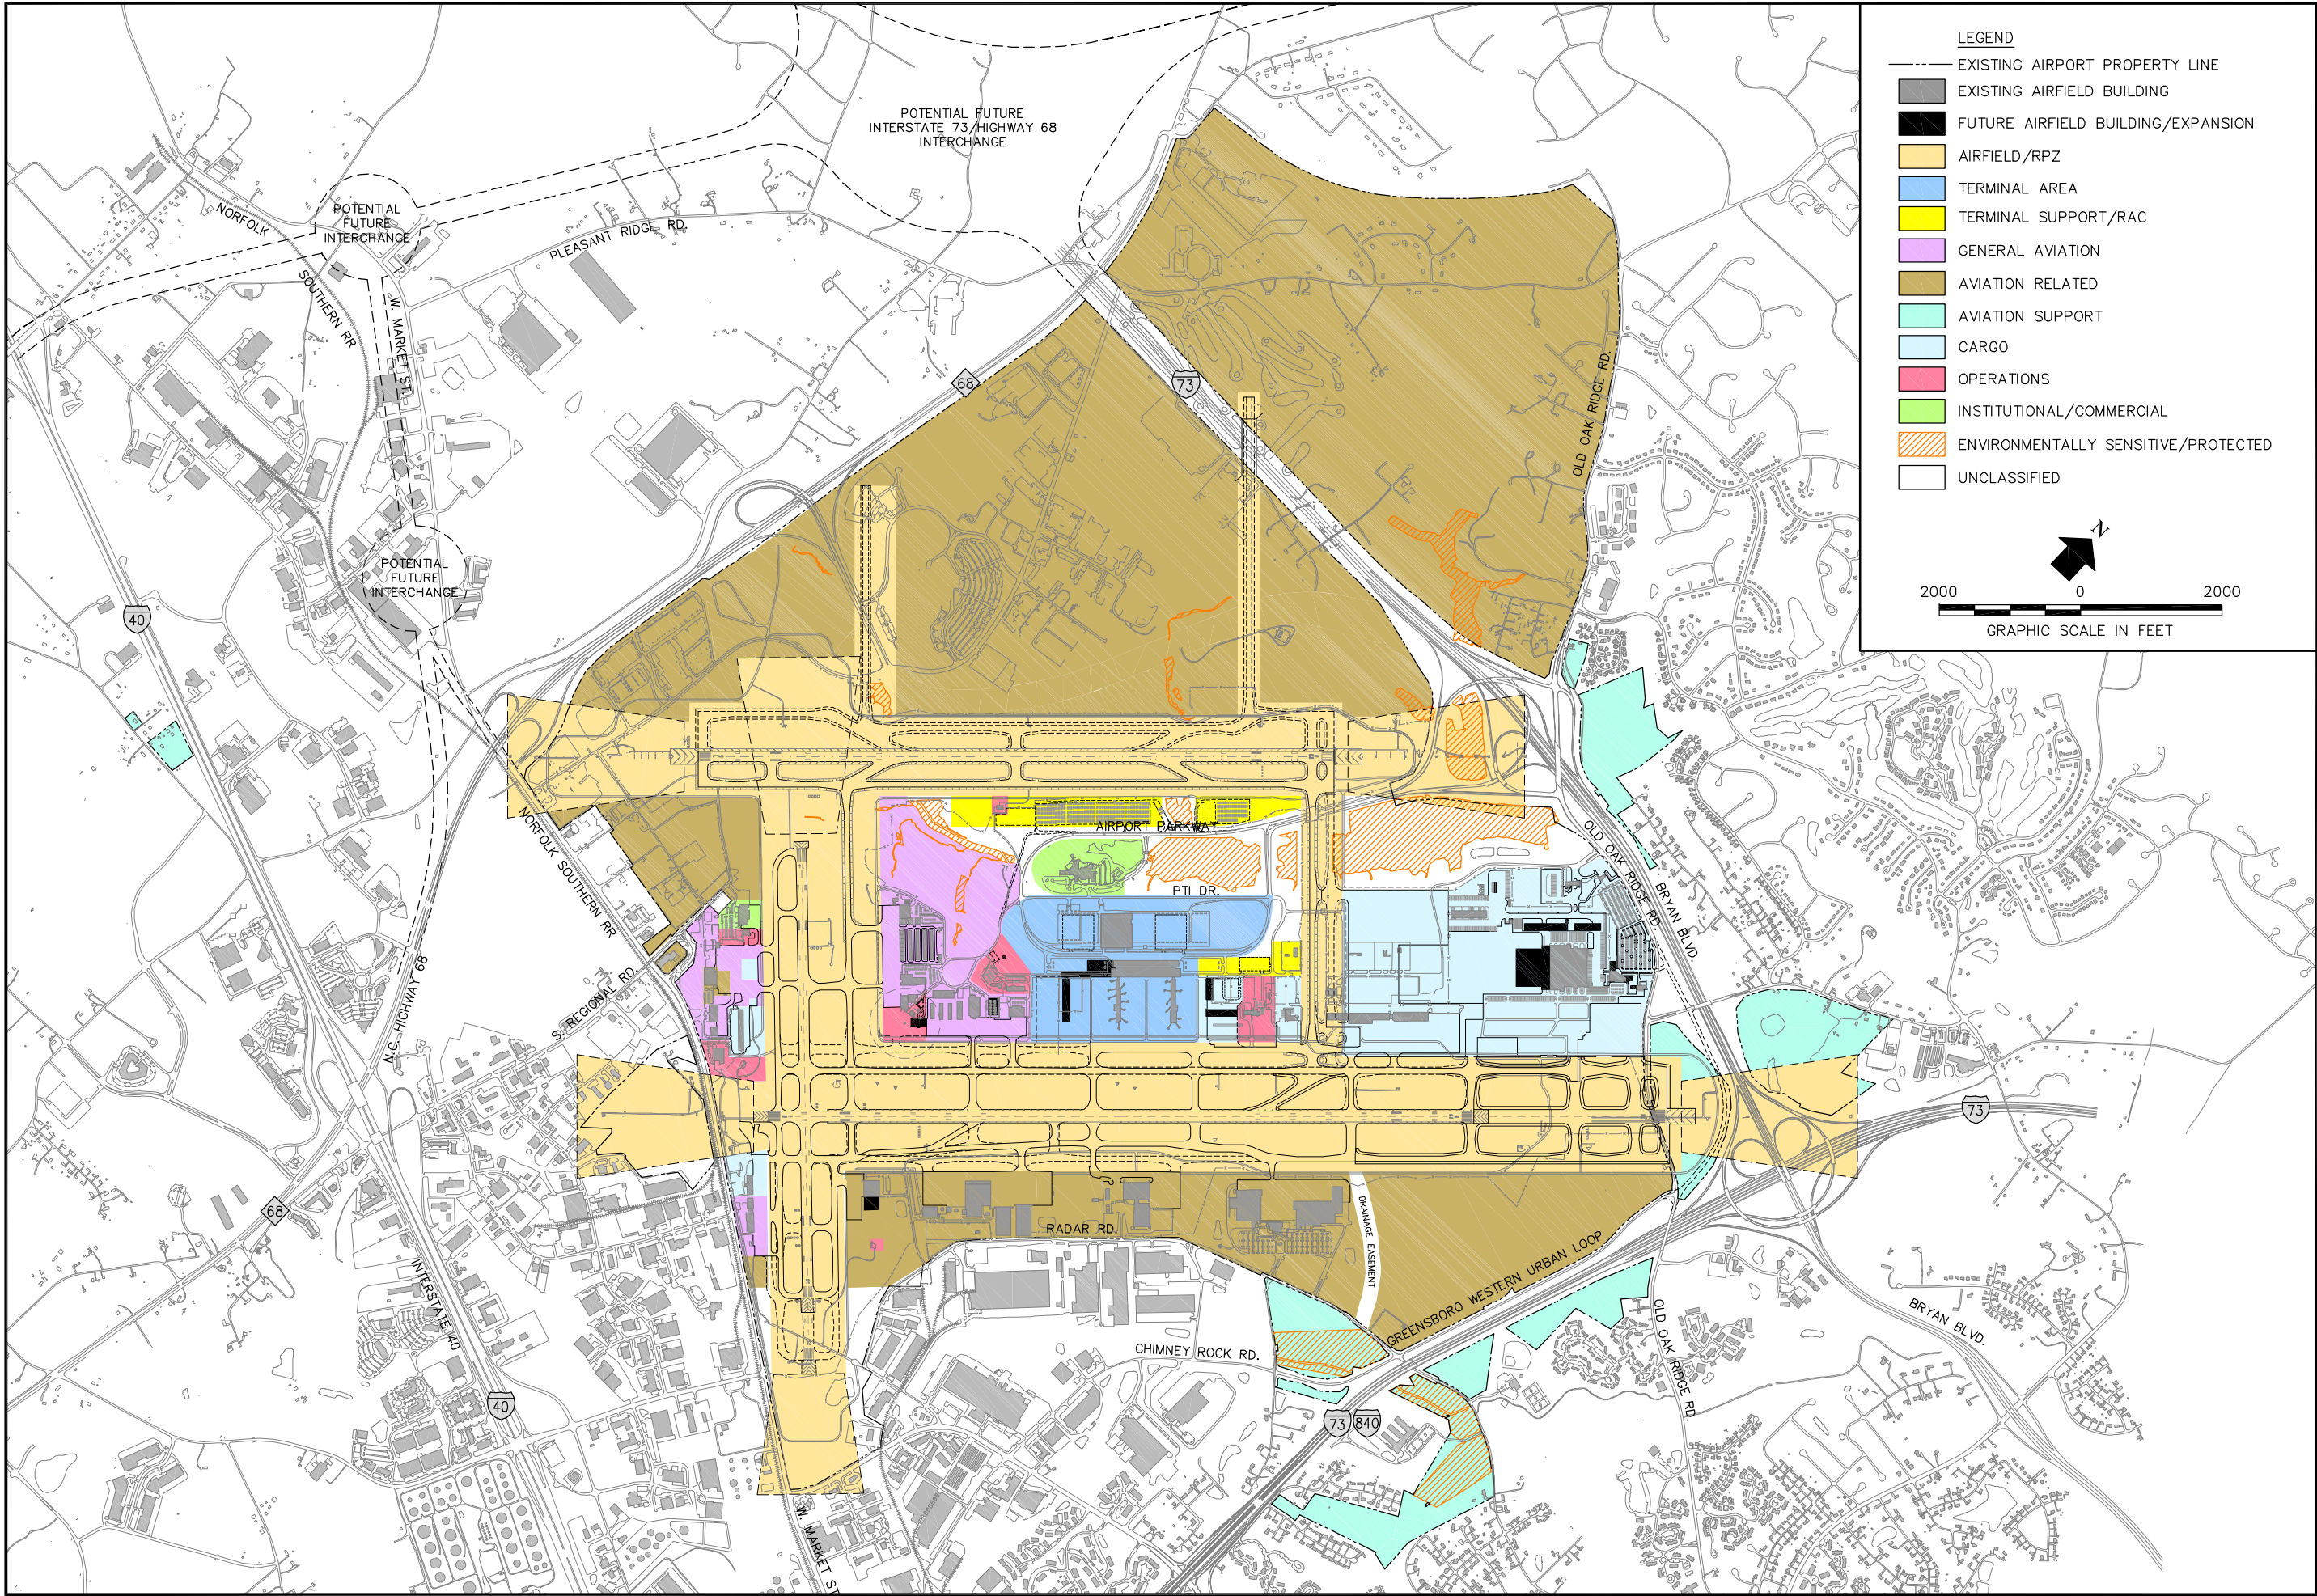 LEGEND
EXISTING AIRPORT PROPERTY LINE
EXISTING AIRFIELD BUILDING
FUTURE AIRFIELD BUILDING/EXPANSION
AIRFIELD/RPZ
TERMINAL AREA
TERMINAL SUPPORT/RAC
GENERAL AVIATION
AVIATION RELATED
AVIATION SUPPORT
CARGO
OPERATIONS
INSTITUTIONAL/COMMERCIAL
ENVIRONMENTALLY SENSITIVE/PROTECTED
UNCLASSIFIED
N
2000 0 2000
GRAPHIC SCALE IN FEET
POTENTIAL FUTURE
INTERSTATE 73/HIGHWAY 68
INTERCHANGE
POTENTIAL
FUTURE
INTERCHANGE
NORFOLK
SOUTHERN RR
W. MARKET ST.
PLEASANT RIDGE RD.
68
73
OLD OAK RIDGE RD.
POTENTIAL
FUTURE
INTERCHANGE
40
NORFOLK SOUTHERN RR
AIRPORT PARKWAY
PTI DR.
OLD OAK RIDGE RD.
BRYAN BLVD.
S. REGIONAL RD.
N.C. HIGHWAY 68
73
68
RADAR RD.
DRAINAGE EASEMENT
GREENSBORO WESTERN URBAN LOOP
INTERSTATE 40
CHIMNEY ROCK RD.
OLD OAK RIDGE RD.
BRYAN BLVD.
40
73
840
W. MARKET ST